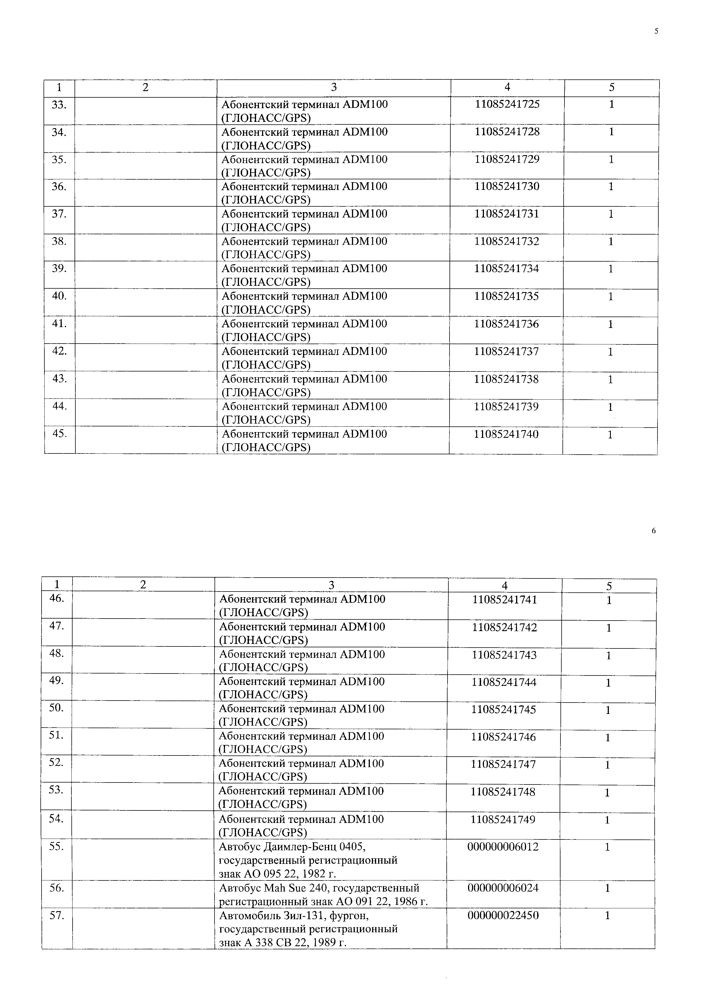 5
1 2 3 4 5
33. Абонентский терминал ADM100 11085241725 1
(ГЛОНАСС/GPS)
34. Абонентский терминал ADM100 11085241728 1
(ГЛОНАСС/GPS)
35. Абонентский терминал ADM100 11085241729 1
(ГЛОНАСС/GPS)
36. Абонентский терминал ADM100 11085241730 1
(ГЛОНАСС/GPS)
37. Абонентский терминал ADM100 11085241731 1
(ГЛОНАСС/GPS)
38. Абонентский терминал ADM100 11085241732 1
(ГЛОНАСС/GPS)
39. Абонентский терминал ADM100 11085241734 1
(ГЛОНАСС/GPS)
40. Абонентский терминал ADM100 11085241735 1
(ГЛОНАСС/GPS)
41. Абонентский терминал ADM100 11085241736 1
(ГЛОНАСС/GPS)
42. Абонентский терминал ADM100 11085241737 1
(ГЛОНАСС/GPS)
43. Абонентский терминал ADM100 11085241738 1
(ГЛОНАСС/GPS)
44. Абонентский терминал ADM100 11085241739 1
(ГЛОНАСС/GPS)
45. Абонентский терминал ADM100 11085241740 1
(ГЛОНАСС/GPS)
6
1 2 3 4 5
46. Абонентский терминал ADM100 11085241741 1
(ГЛОНАСС/GPS)
47. Абонентский терминал ADM100 11085241742 1
(ГЛОНАСС/GPS)
48. Абонентский терминал ADM100 11085241743 1
(ГЛОНАСС/GPS)
49. Абонентский терминал ADM100 11085241744 1
(ГЛОНАСС/GPS)
50. Абонентский терминал ADM100 11085241745 1
(ГЛОНАСС/GPS)
51. Абонентский терминал ADM100 11085241746 1
(ГЛОНАСС/GPS)
52. Абонентский терминал ADM100 11085241747 1
(ГЛОНАСС/GPS)
53. Абонентский терминал ADM100 11085241748 1
(ГЛОНАСС/GPS)
54. Абонентский терминал ADM100 11085241749 1
(ГЛОНАСС/GPS)
55. Автобус Даимлер-Бенц 0405, 000000006012 1
государственный регистрационный
знак АО 095 22, 1982 г.
56. Автобус Mah Sue 240, государственный 000000006024 1
регистрационный знак АО 091 22, 1986 г.
57. Автомобиль Зил-131, фургон, 000000022450 1
государственный регистрационный
знак А 338 СВ 22, 1989 г.